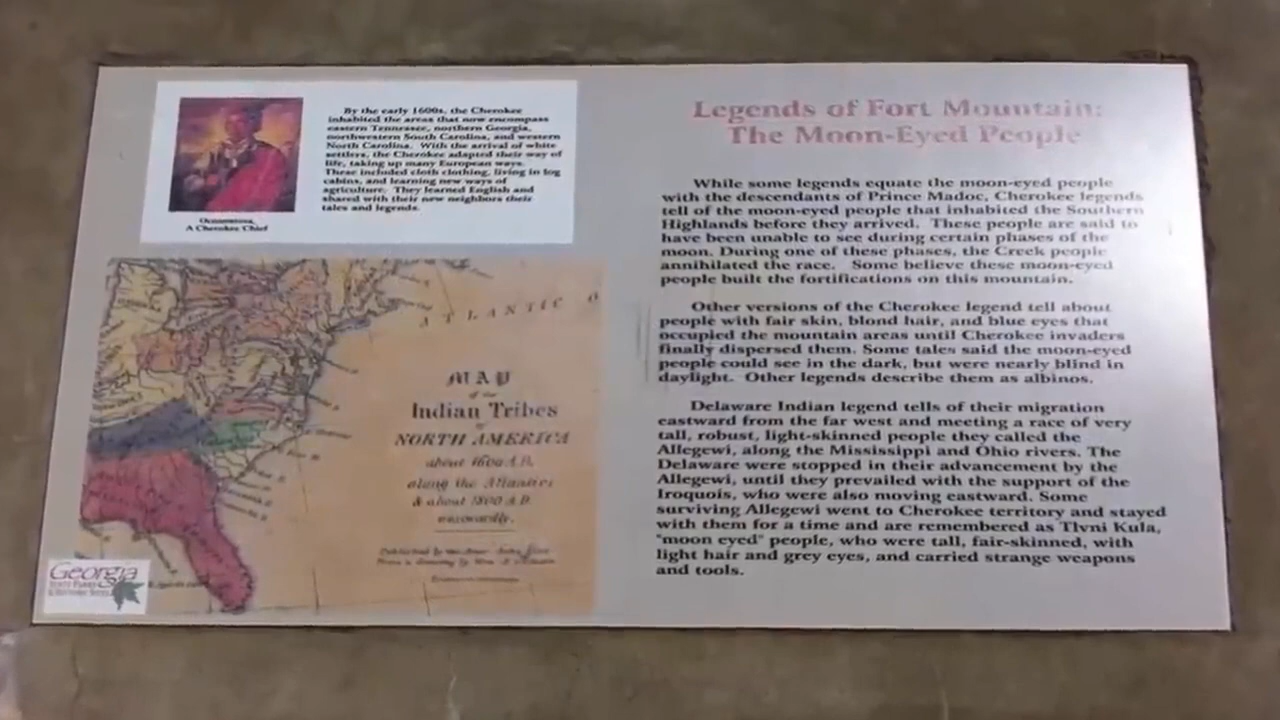 By the early 1600s, the Cherokee
inhabited the areas that now encompass
eastern Tennessee, northern Georgia,
northwestern South Carolina, and western
North Carolina. With the arrival of white
settlers, the Cherokee adapted their way of
life, taking up many European ways.
These included cloth clothing, living in log
cabins, and learning new ways of
agriculture. They learned English and
shared with their new neighbors their
tales and legends.
A Cherokee Chief
ATLANTIC O
MAP
of the
Indian Tribes
of
NORTH AMERICA
about 1600 A.D.
along the Atlantic
& about 1800 A.D.
westwardly.
Georgia
Legends of Fort Mountain:
The Moon-Eyed People
While some legends equate the moon-eyed people
with the descendants of Prince Madoc, Cherokee legends
tell of the moon-eyed people that inhabited the Southern
Highlands before they arrived. These people are said to
have been unable to see during certain phases of the
moon. During one of these phases, the Creek people
annihilated the race. Some believe these moon-eyed
people built the fortifications on this mountain.
Other versions of the Cherokee legend tell about
people with fair skin, blond hair, and blue eyes that
occupied the mountain areas until Cherokee invaders
finally dispersed them. Some tales said the moon-eyed
people could see in the dark, but were nearly blind in
daylight. Other legends describe them as albinos.
Delaware Indian legend tells of their migration
eastward from the far west and meeting a race of very
tall, robust, light-skinned people they called the
Allegewi, along the Mississippi and Ohio rivers. The
Delaware were stopped in their advancement by the
Allegewi, until they prevailed with the support of the
Iroquois, who were also moving eastward. Some
surviving Allegewi went to Cherokee territory and stayed
with them for a time and are remembered as Tlvni Kula,
"moon eyed" people, who were tall, fair-skinned, with
light hair and grey eyes, and carried strange weapons
and tools.